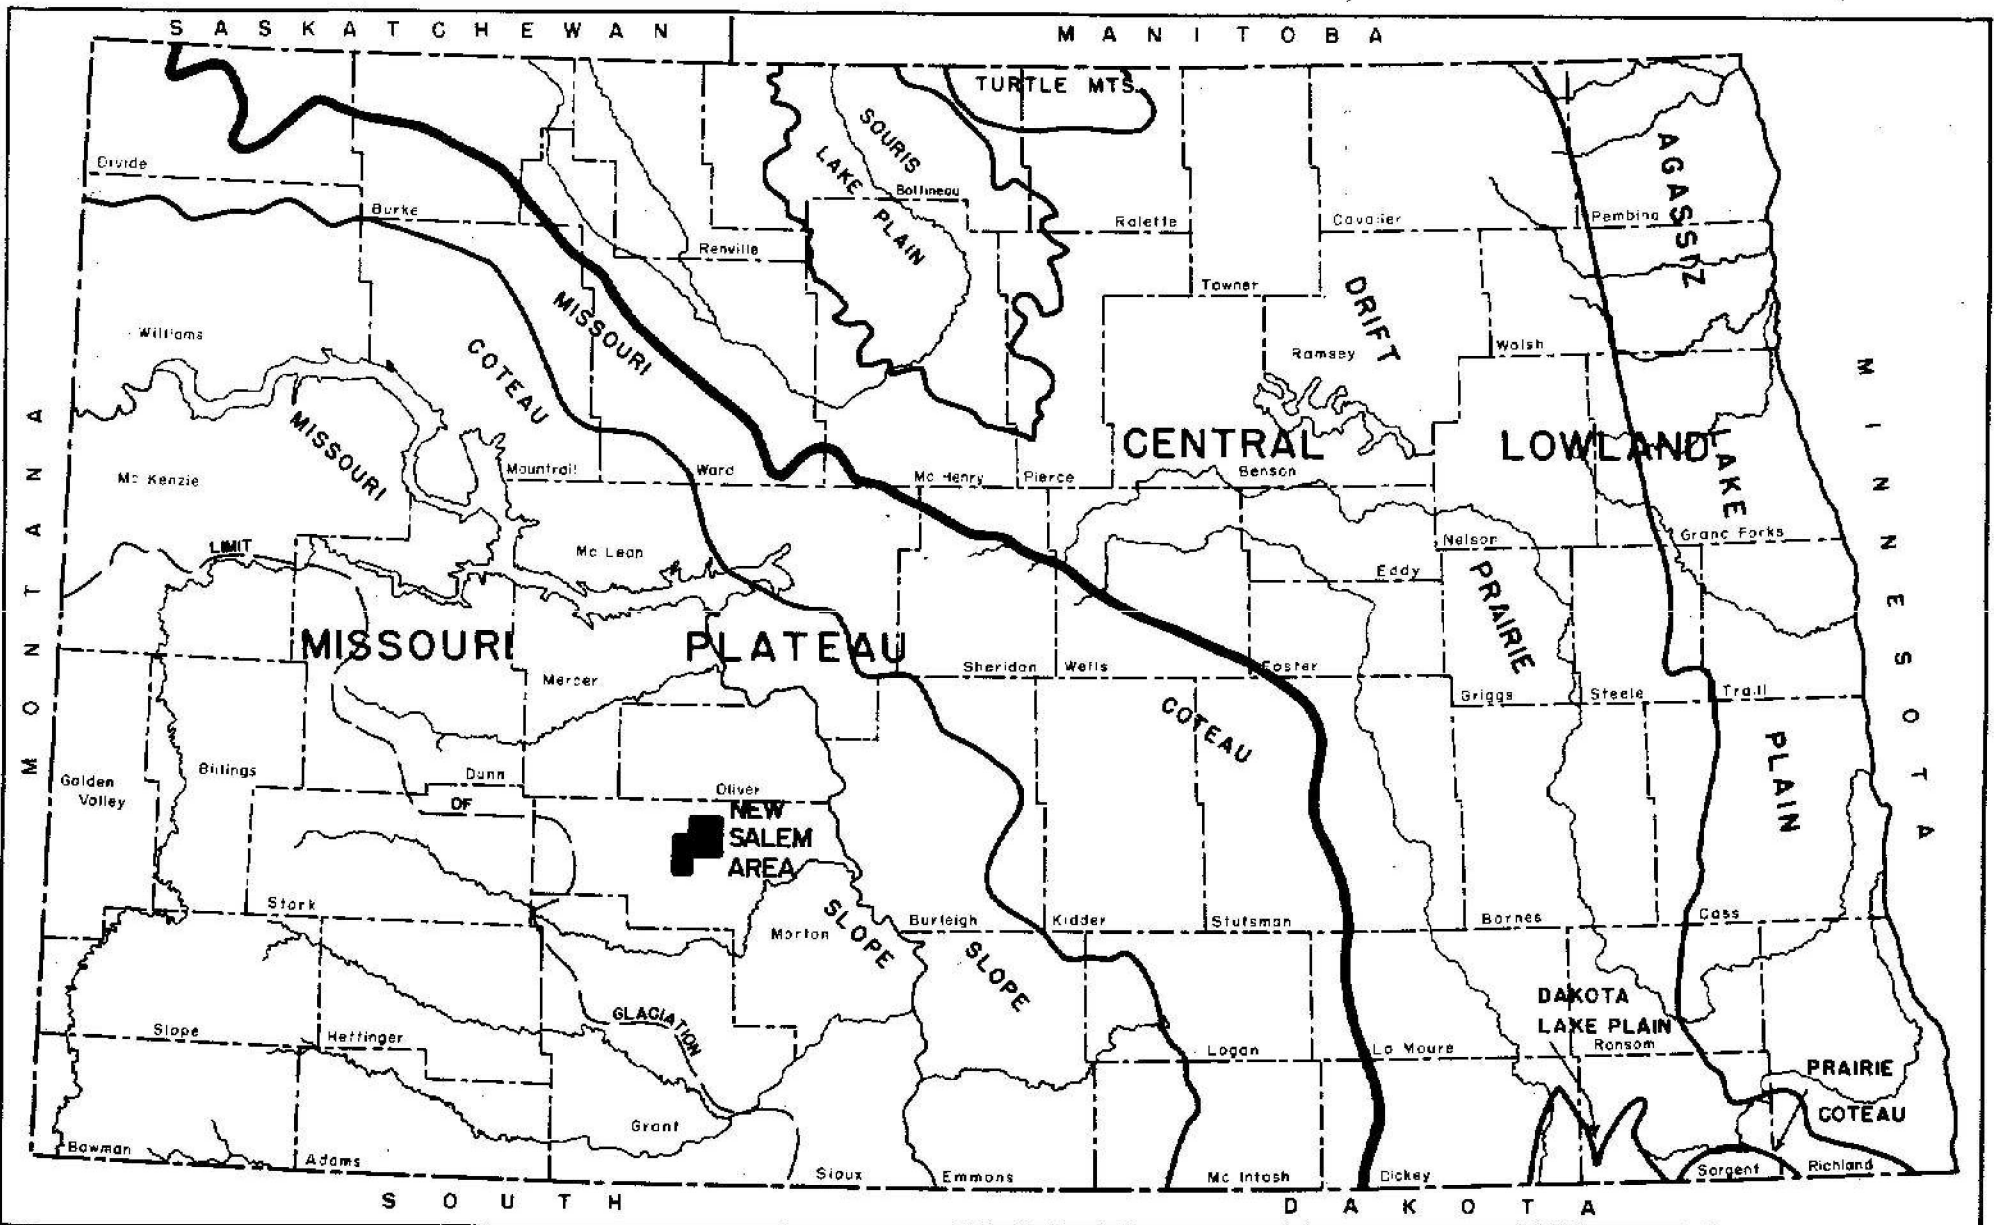 SASKATCHEWAN
MANITOBA
TURTLE MTS.
SOURIS
LAKE
PLAIN
AGASSIZ
LAKE
PLAIN
Divide
Burke
Renville
Bottineau
Rolette
Cavalier
Pembina
Towner
DRIFT
PRAIRIE
Williams
COTEAU
MISSOURI
Ramsey
Walsh
MISSOURI
MONTANA
MINNESOTA
CENTRAL LOWLAND
Mc Kenzie
Mountrail
Ward
Mc Henry
Pierce
Benson
Nelson
Grand Forks
LIMIT
Mc Lean
Eddy
MISSOURI PLATEAU
Mercer
Sheridan
Wells
Foster
Griggs
Steele
Traill
COTEAU
Golden
Valley
Billings
Dunn
OF
Oliver
NEW
SALEM
AREA
Stark
Morton
SLOPE
Burleigh
SLOPE
Kidder
Stutsman
Barnes
Cass
Slope
Hettinger
GLACIATION
Logan
La Moure
DAKOTA
LAKE PLAIN
Ransom
PRAIRIE
COTEAU
Bowman
Adams
Grant
Sioux
Emmons
Mc Intosh
Dickey
Sargent
Richland
SOUTH
DAKOTA